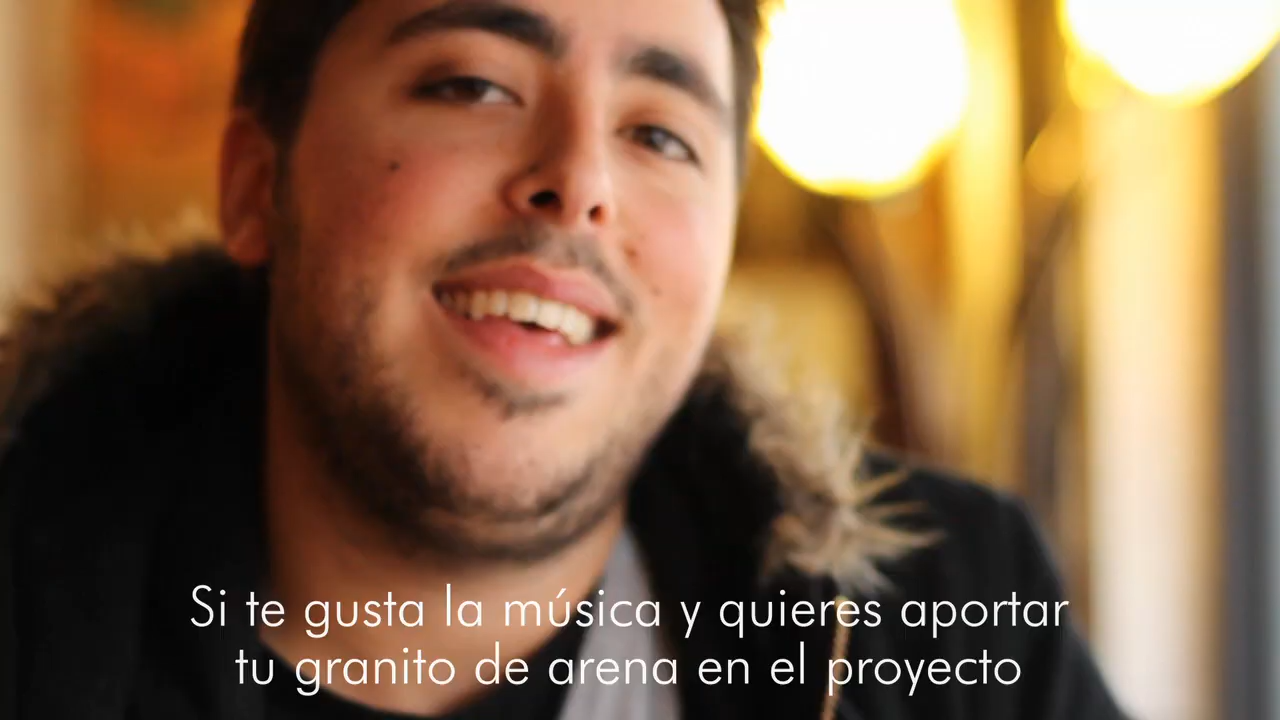 Si te gusta la música y quieres aportar
tu granito de arena en el proyecto